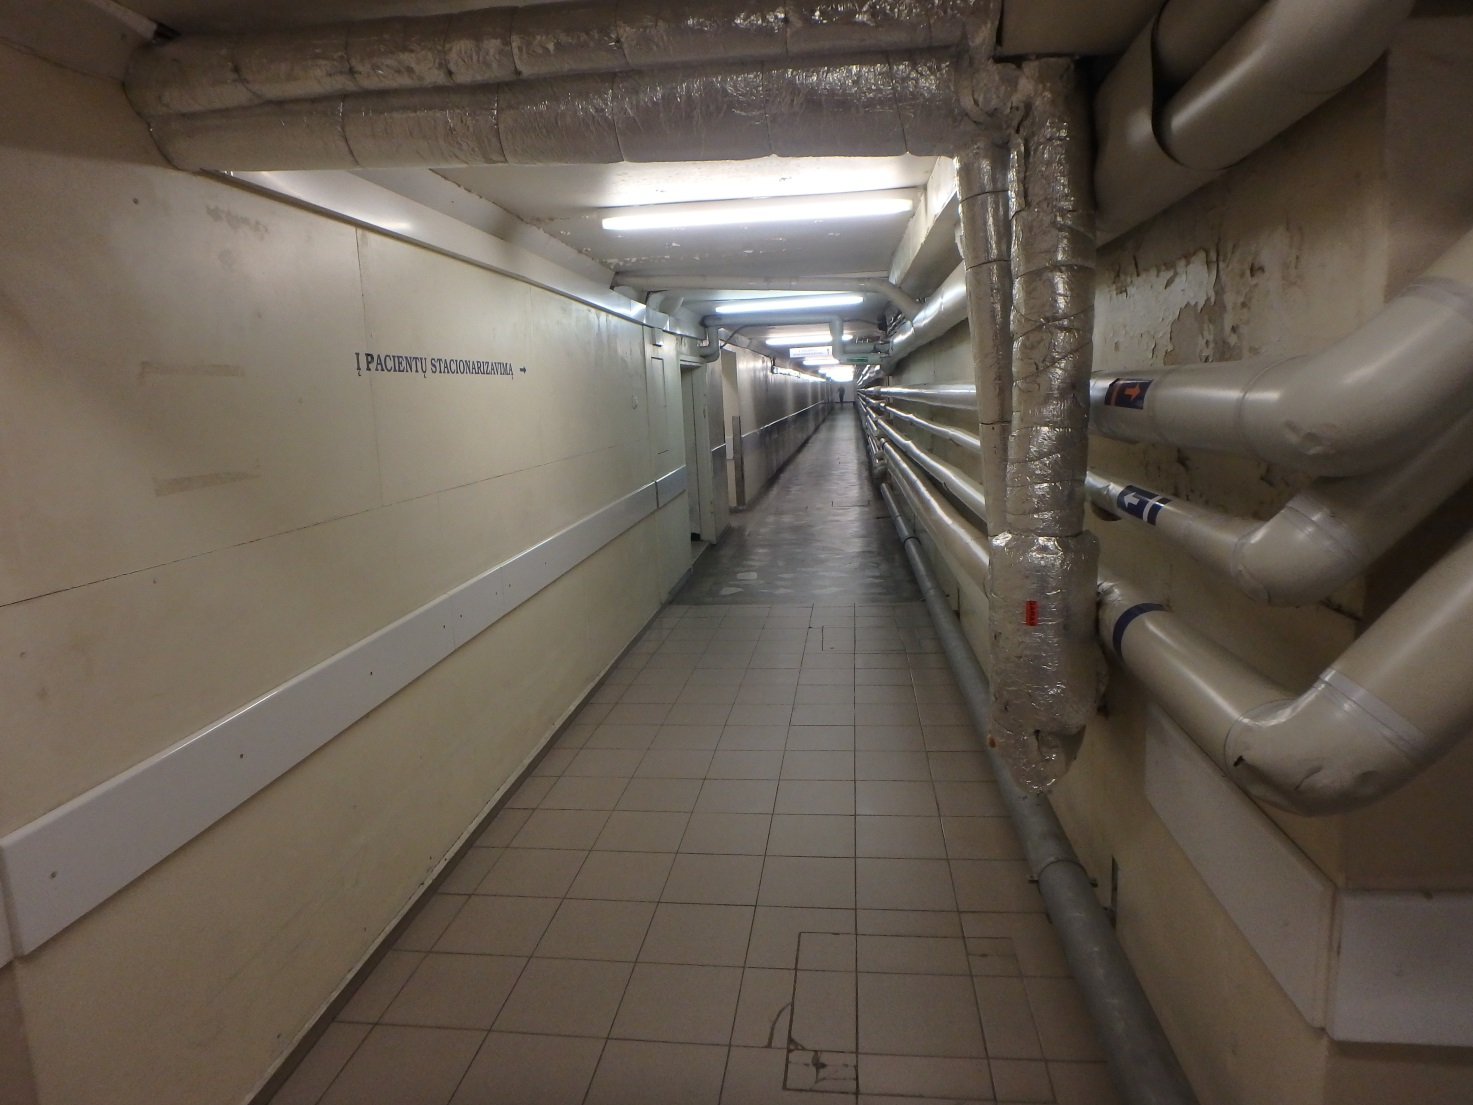 Į PACIENTŲ STACIONARIZAVIMĄ →